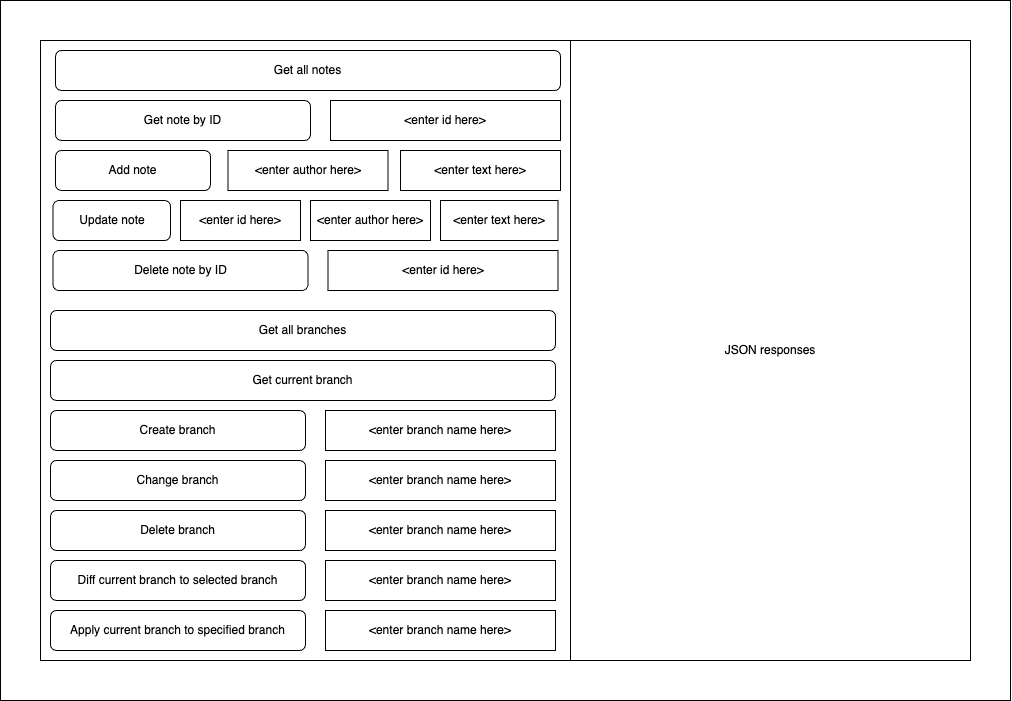 Get all notes
Get note by ID <enter id here>
Add note <enter author here> <enter text here>
Update note <enter id here> <enter author here> <enter text here>
Delete note by ID <enter id here>
Get all branches
Get current branch
Create branch <enter branch name here>
Change branch <enter branch name here>
Delete branch <enter branch name here>
Diff current branch to selected branch <enter branch name here>
Apply current branch to specified branch <enter branch name here>
JSON responses